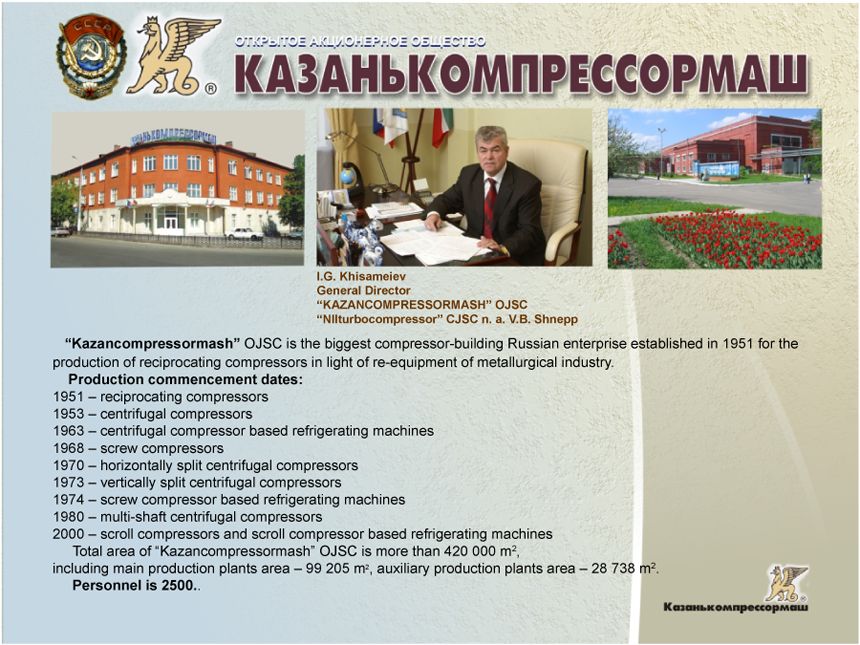 СССР
ОТКРЫТОЕ АКЦИОНЕРНОЕ ОБЩЕСТВО
®
КАЗАНЬКОМПРЕССОРМАШ
КАЗАНЬКОМПРЕССОРМАШ
I.G. Khisameiev
General Director
“KAZANCOMPRESSORMASH” OJSC
“NIIturbocompressor” CJSC n. a. V.B. Shnepp
“Kazancompressormash” OJSC is the biggest compressor-building Russian enterprise established in 1951 for the
production of reciprocating compressors in light of re-equipment of metallurgical industry.
Production commencement dates:
1951 – reciprocating compressors
1953 – centrifugal compressors
1963 – centrifugal compressor based refrigerating machines
1968 – screw compressors
1970 – horizontally split centrifugal compressors
1973 – vertically split centrifugal compressors
1974 – screw compressor based refrigerating machines
1980 – multi-shaft centrifugal compressors
2000 – scroll compressors and scroll compressor based refrigerating machines
Total area of “Kazancompressormash” OJSC is more than 420 000 m²,
including main production plants area – 99 205 m², auxiliary production plants area – 28 738 m².
Personnel is 2500..
®
Казанькомпрессормаш